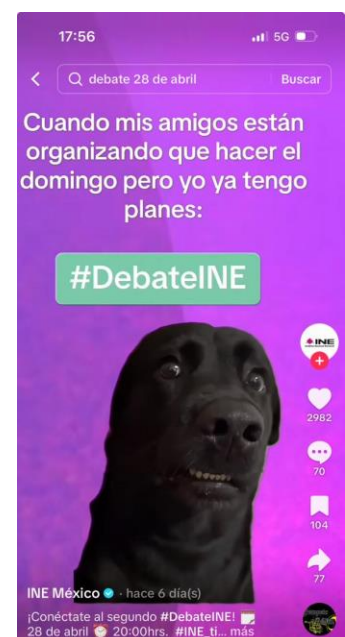 17:56
5G
debate 28 de abril
Buscar
Cuando mis amigos están
organizando que hacer el
domingo pero yo ya tengo
planes:
#DebateINE
INE
2982
70
104
77
INE México · hace 6 día(s)
¡Conéctate al segundo #DebateINE! 🗓️
28 de abril ⏰ 20:00hrs. #INE_ti... más